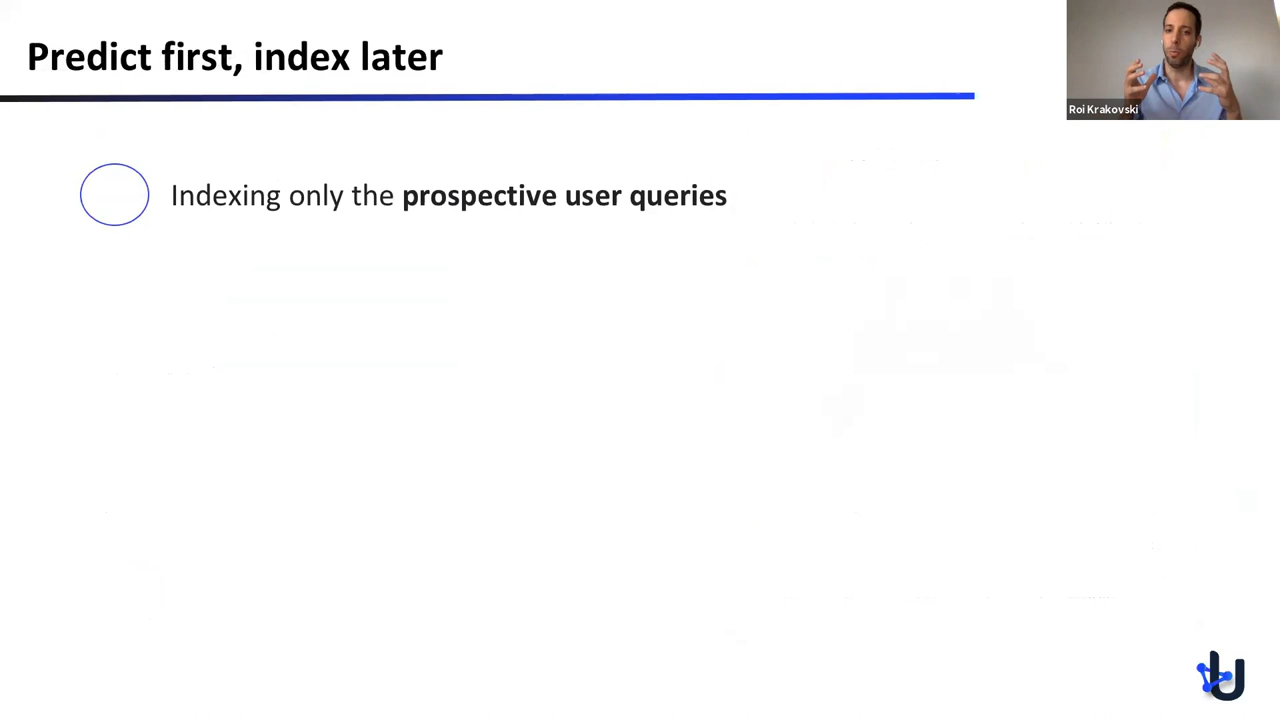 Predict first, index later
Roi Krakovski
Indexing only the prospective user queries